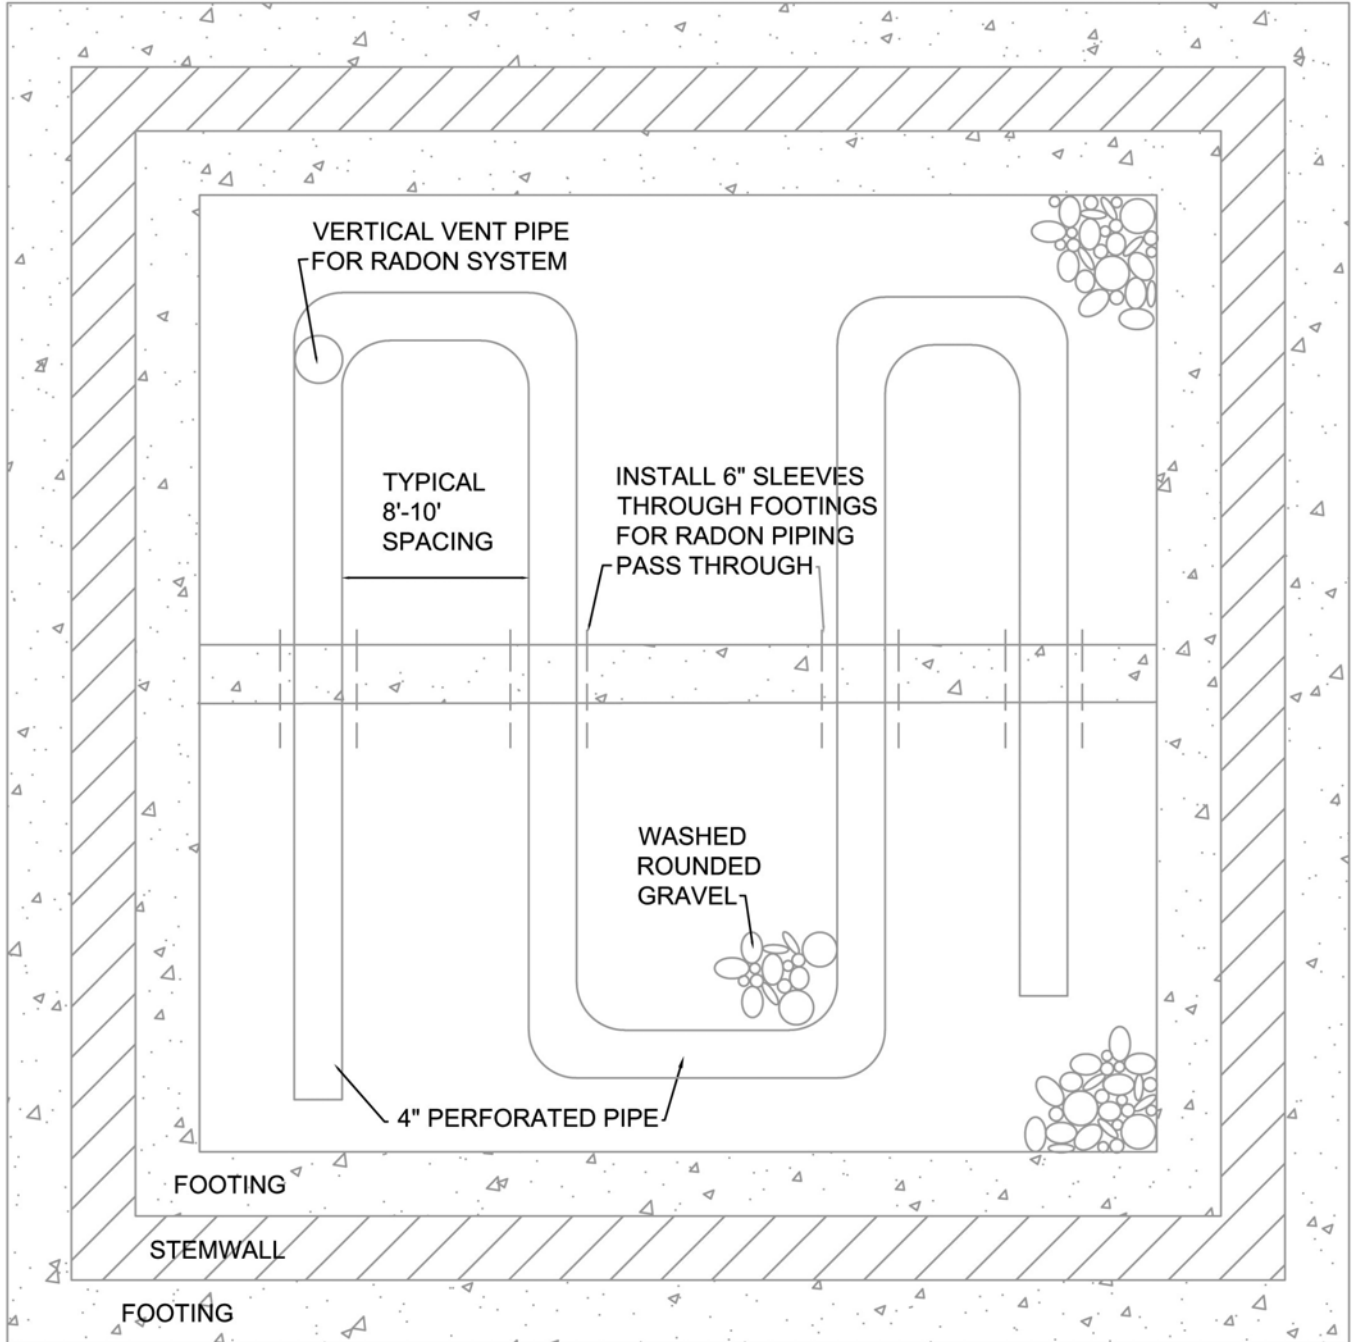 VERTICAL VENT PIPE
FOR RADON SYSTEM
TYPICAL
8'-10'
SPACING
INSTALL 6" SLEEVES
THROUGH FOOTINGS
FOR RADON PIPING
PASS THROUGH
WASHED
ROUNDED
GRAVEL
4" PERFORATED PIPE
FOOTING
STEMWALL
FOOTING